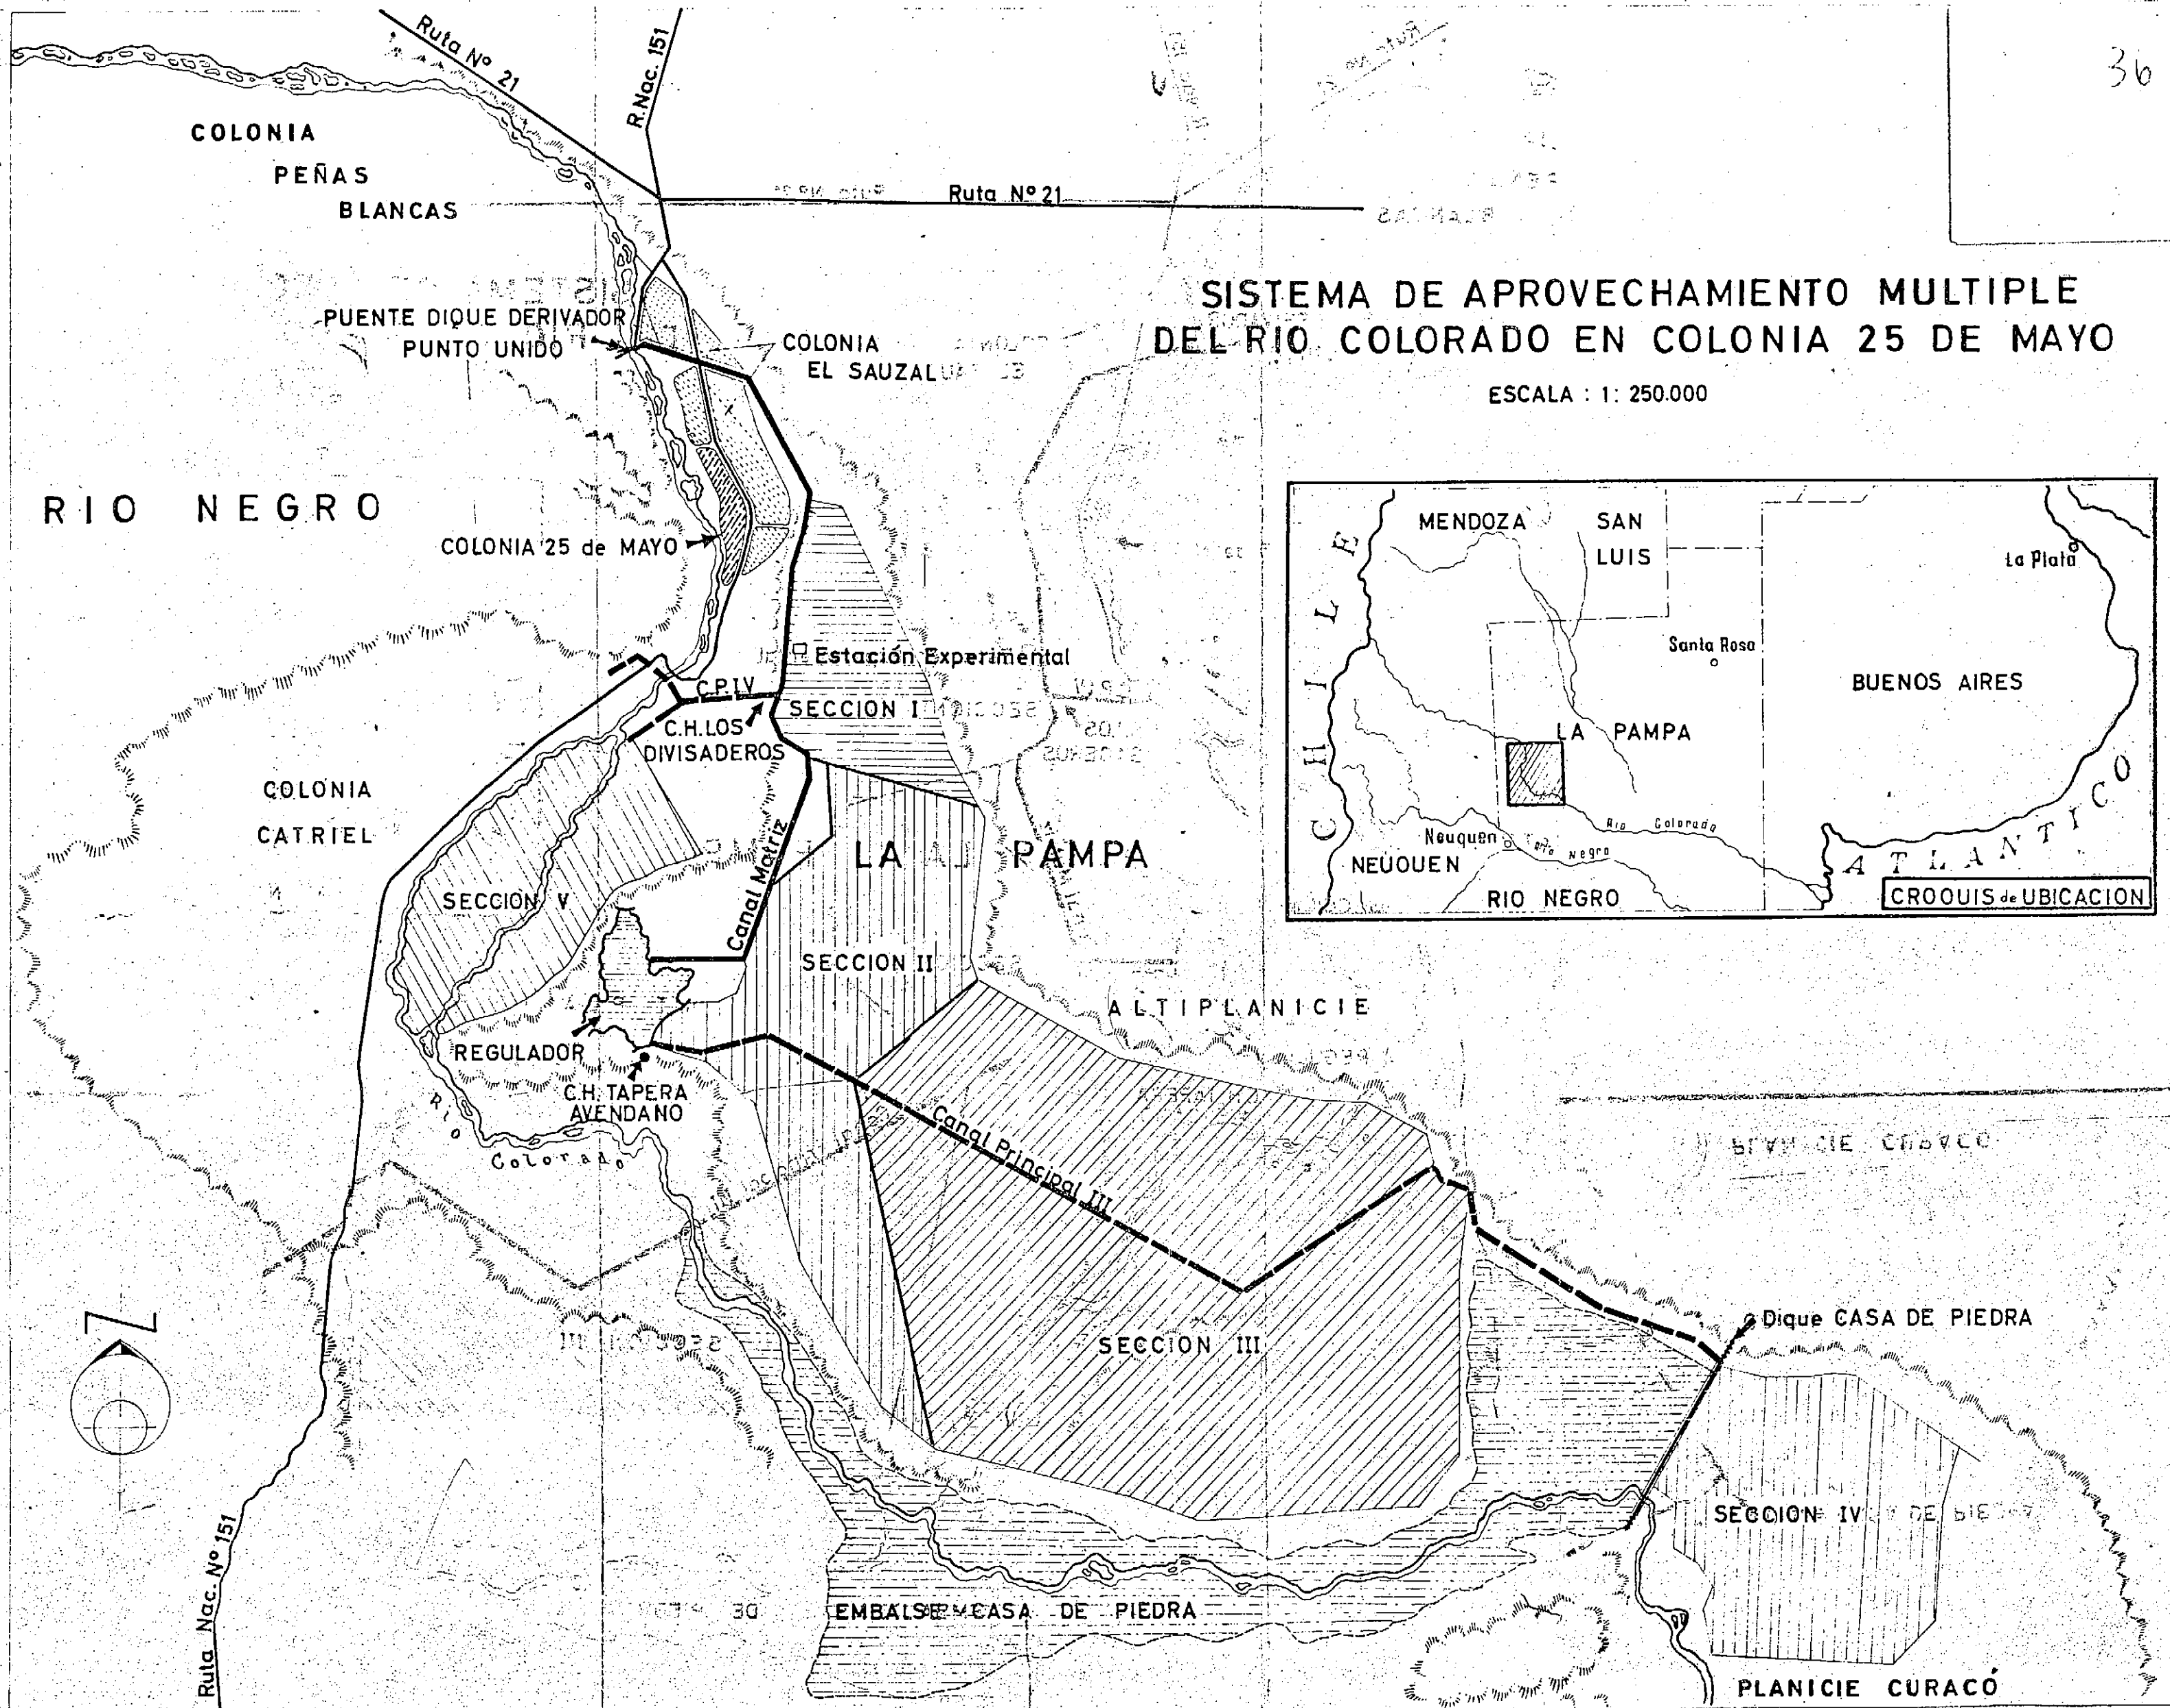 36
Ruta Nº 21
R.Nac. 151
COLONIA
PEÑAS
BLANCAS
Ruta Nº 21
SISTEMA DE APROVECHAMIENTO MULTIPLE
DEL RIO COLORADO EN COLONIA 25 DE MAYO
ESCALA : 1: 250.000
PUENTE DIQUE DERIVADOR
PUNTO UNIDO
COLONIA
EL SAUZAL
RIO NEGRO
COLONIA 25 de MAYO
Estación Experimental
C.P.IV
SECCION I
C.H. LOS
DIVISADEROS
COLONIA
CATRIEL
Canal Matriz
LA PAMPA
SECCION V
SECCION II
ALTIPLANICIE
REGULADOR
C.H. TAPERA
AVENDANO
Río
Colorado
Canal Principal III
SECCION III
Dique CASA DE PIEDRA
SECCION IV
EMBALSE CASA DE PIEDRA
PLANICIE CURACÓ
Ruta Nac. Nº 151
MENDOZA
SAN
LUIS
La Plata
CHILE
Santa Rosa
BUENOS AIRES
LA PAMPA
Rio Colorado
Neuquen
Rio Negro
NEUQUEN
RIO NEGRO
ATLANTICO
CROQUIS de UBICACION